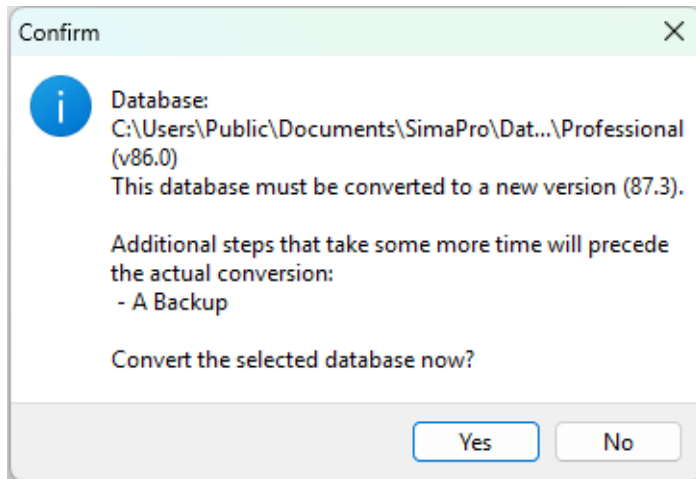 Confirm
Database:
C:\Users\Public\Documents\SimaPro\Dat...\Professional
(v86.0)
This database must be converted to a new version (87.3).
Additional steps that take some more time will precede
the actual conversion:
- A Backup
Convert the selected database now?
Yes
No